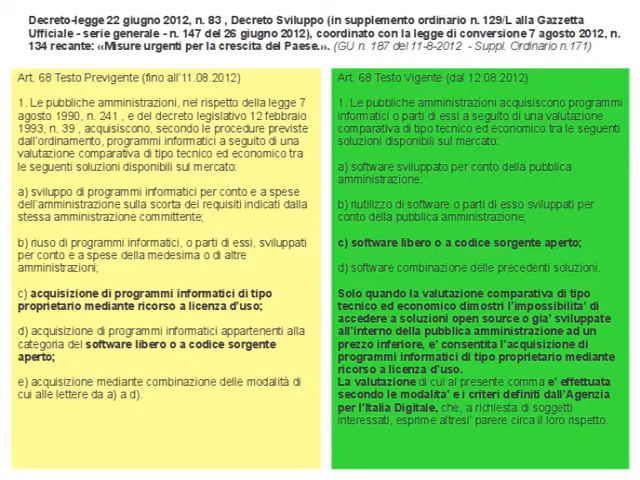 Decreto-legge 22 giugno 2012, n. 83 , Decreto Sviluppo (in supplemento ordinario n. 129/L alla Gazzetta
Ufficiale - serie generale - n. 147 del 26 giugno 2012), coordinato con la legge di conversione 7 agosto 2012, n.
134 recante: «Misure urgenti per la crescita del Paese.». (GU n. 187 del 11-8-2012 - Suppl. Ordinario n.171)
Art. 68 Testo Previgente (fino all'11.08.2012)
1. Le pubbliche amministrazioni, nel rispetto della legge 7
agosto 1990, n. 241 , e del decreto legislativo 12 febbraio
1993, n. 39 , acquisiscono, secondo le procedure previste
dall'ordinamento, programmi informatici a seguito di una
valutazione comparativa di tipo tecnico ed economico tra
le seguenti soluzioni disponibili sul mercato:
a) sviluppo di programmi informatici per conto e a spese
dell'amministrazione sulla scorta dei requisiti indicati dalla
stessa amministrazione committente;
b) riuso di programmi informatici, o parti di essi, sviluppati
per conto e a spese della medesima o di altre
amministrazioni;
c) acquisizione di programmi informatici di tipo
proprietario mediante ricorso a licenza d'uso;
d) acquisizione di programmi informatici appartenenti alla
categoria del software libero o a codice sorgente
aperto;
e) acquisizione mediante combinazione delle modalità di
cui alle lettere da a) a d).
Art. 68 Testo Vigente (dal 12.08.2012)
1. Le pubbliche amministrazioni acquisiscono programmi
informatici o parti di essi a seguito di una valutazione
comparativa di tipo tecnico ed economico tra le seguenti
soluzioni disponibili sul mercato:
a) software sviluppato per conto della pubblica
amministrazione;
b) riutilizzo di software o parti di esso sviluppati per
conto della pubblica amministrazione;
c) software libero o a codice sorgente aperto;
d) software combinazione delle precedenti soluzioni.
Solo quando la valutazione comparativa di tipo
tecnico ed economico dimostri l'impossibilita' di
accedere a soluzioni open source o gia' sviluppate
all'interno della pubblica amministrazione ad un
prezzo inferiore, e' consentita l'acquisizione di
programmi informatici di tipo proprietario mediante
ricorso a licenza d'uso.
La valutazione di cui al presente comma e' effettuata
secondo le modalita' e i criteri definiti dall'Agenzia
per l'Italia Digitale, che, a richiesta di soggetti
interessati, esprime altresi' parere circa il loro rispetto.